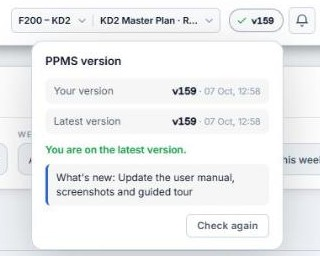 F200 – KD2
KD2 Master Plan · R...
v159
PPMS version
Your version
v159 · 07 Oct, 12:58
Latest version
v159 · 07 Oct, 12:58
You are on the latest version.
What's new: Update the user manual,
screenshots and guided tour
Check again
WE
his week